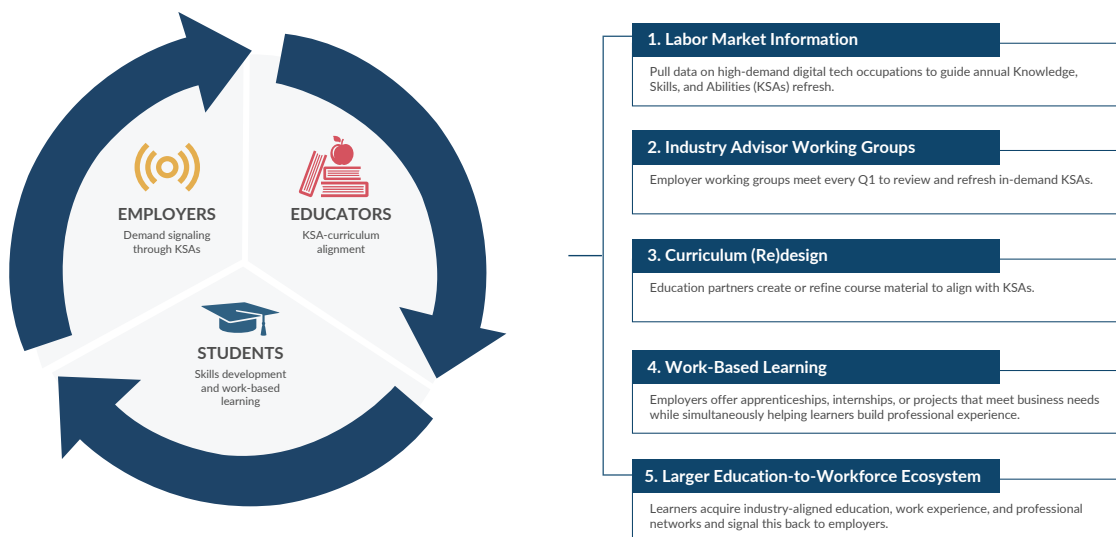 EMPLOYERS
Demand signaling
through KSAs
EDUCATORS
KSA-curriculum
alignment
STUDENTS
Skills development
and work-based
learning
1. Labor Market Information
Pull data on high-demand digital tech occupations to guide annual Knowledge,
Skills, and Abilities (KSAs) refresh.
2. Industry Advisor Working Groups
Employer working groups meet every Q1 to review and refresh in-demand KSAs.
3. Curriculum (Re)design
Education partners create or refine course material to align with KSAs.
4. Work-Based Learning
Employers offer apprenticeships, internships, or projects that meet business needs
while simultaneously helping learners build professional experience.
5. Larger Education-to-Workforce Ecosystem
Learners acquire industry-aligned education, work experience, and professional
networks and signal this back to employers.